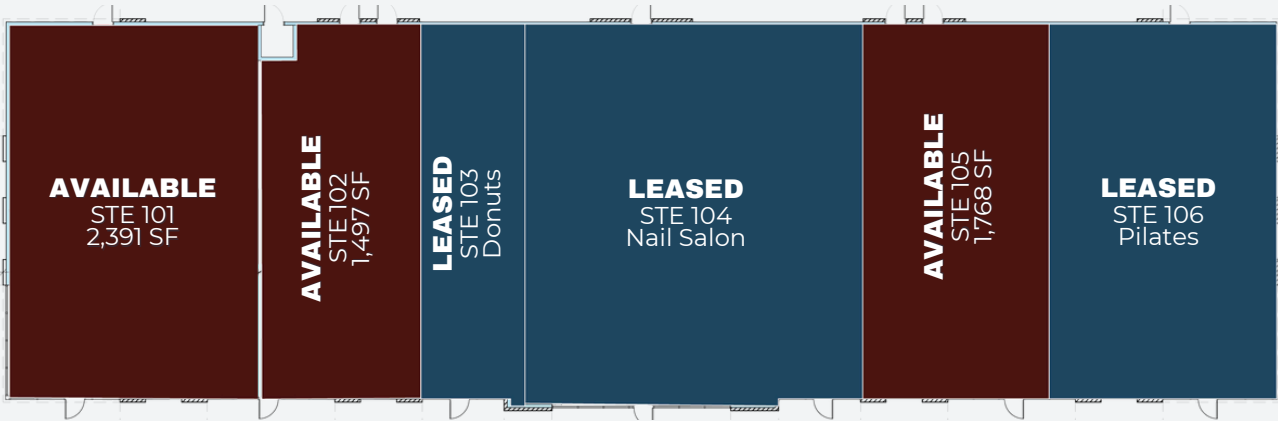 AVAILABLE
STE 101
2,391 SF
AVAILABLE
STE 102
1,497 SF
LEASED
STE 103
Donuts
LEASED
STE 104
Nail Salon
AVAILABLE
STE 105
1,768 SF
LEASED
STE 106
Pilates